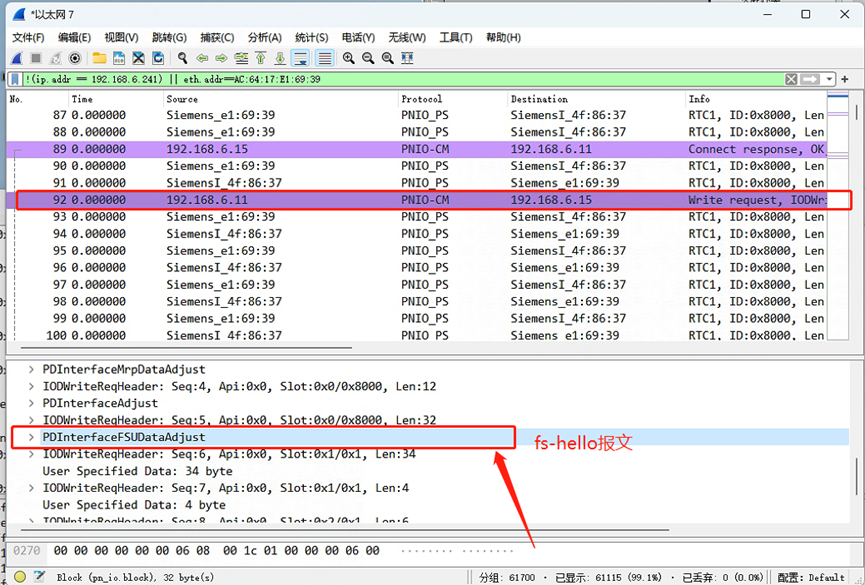 *以太网 7
文件(F) 编辑(E) 视图(V) 跳转(G) 捕获(C) 分析(A) 统计(S) 电话(Y) 无线(W) 工具(T) 帮助(H)
!(ip.addr == 192.168.6.241) || eth.addr==AC:64:17:E1:69:39
No. Time Source Protocol Destination Info
87 0.000000 Siemens_e1:69:39 PNIO_PS SiemensI_4f:86:37 RTC1, ID:0x8000, Len
88 0.000000 Siemens_e1:69:39 PNIO_PS SiemensI_4f:86:37 RTC1, ID:0x8000, Len
89 0.000000 192.168.6.15 PNIO-CM 192.168.6.11 Connect response, OK,
90 0.000000 Siemens_e1:69:39 PNIO_PS SiemensI_4f:86:37 RTC1, ID:0x8000, Len
91 0.000000 SiemensI_4f:86:37 PNIO_PS Siemens_e1:69:39 RTC1, ID:0x8000, Len
92 0.000000 192.168.6.11 PNIO-CM 192.168.6.15 Write request, IODWri
93 0.000000 Siemens_e1:69:39 PNIO_PS SiemensI_4f:86:37 RTC1, ID:0x8000, Len
94 0.000000 SiemensI_4f:86:37 PNIO_PS Siemens_e1:69:39 RTC1, ID:0x8000, Len
95 0.000000 Siemens_e1:69:39 PNIO_PS SiemensI_4f:86:37 RTC1, ID:0x8000, Len
96 0.000000 SiemensI_4f:86:37 PNIO_PS Siemens_e1:69:39 RTC1, ID:0x8000, Len
97 0.000000 Siemens_e1:69:39 PNIO_PS SiemensI_4f:86:37 RTC1, ID:0x8000, Len
98 0.000000 SiemensI_4f:86:37 PNIO_PS Siemens_e1:69:39 RTC1, ID:0x8000, Len
99 0.000000 Siemens_e1:69:39 PNIO_PS SiemensI_4f:86:37 RTC1, ID:0x8000, Len
100 0.000000 SiemensI_4f:86:37 PNIO_PS Siemens_e1:69:39 RTC1, ID:0x8000, Len
PDInterfaceMrpDataAdjust
IODWriteReqHeader: Seq:4, Api:0x0, Slot:0x0/0x8000, Len:12
PDInterfaceAdjust
IODWriteReqHeader: Seq:5, Api:0x0, Slot:0x0/0x8000, Len:32
PDInterfaceFSUDataAdjust
fs-hello报文
IODWriteReqHeader: Seq:6, Api:0x0, Slot:0x1/0x1, Len:34
User Specified Data: 34 byte
IODWriteReqHeader: Seq:7, Api:0x0, Slot:0x1/0x1, Len:4
User Specified Data: 4 byte
IODWriteReqHeader: Seq:8, Api:0x0, Slot:0x2/0x1, Len:6
0270 00 00 00 00 00 00 06 08 00 1c 01 00 00 00 06 00 ········ ········
Block (pn_io.block), 32 byte(s) 分组: 61700 · 已显示: 61115 (99.1%) · 已丢弃: 0 (0.0%) 配置: Default